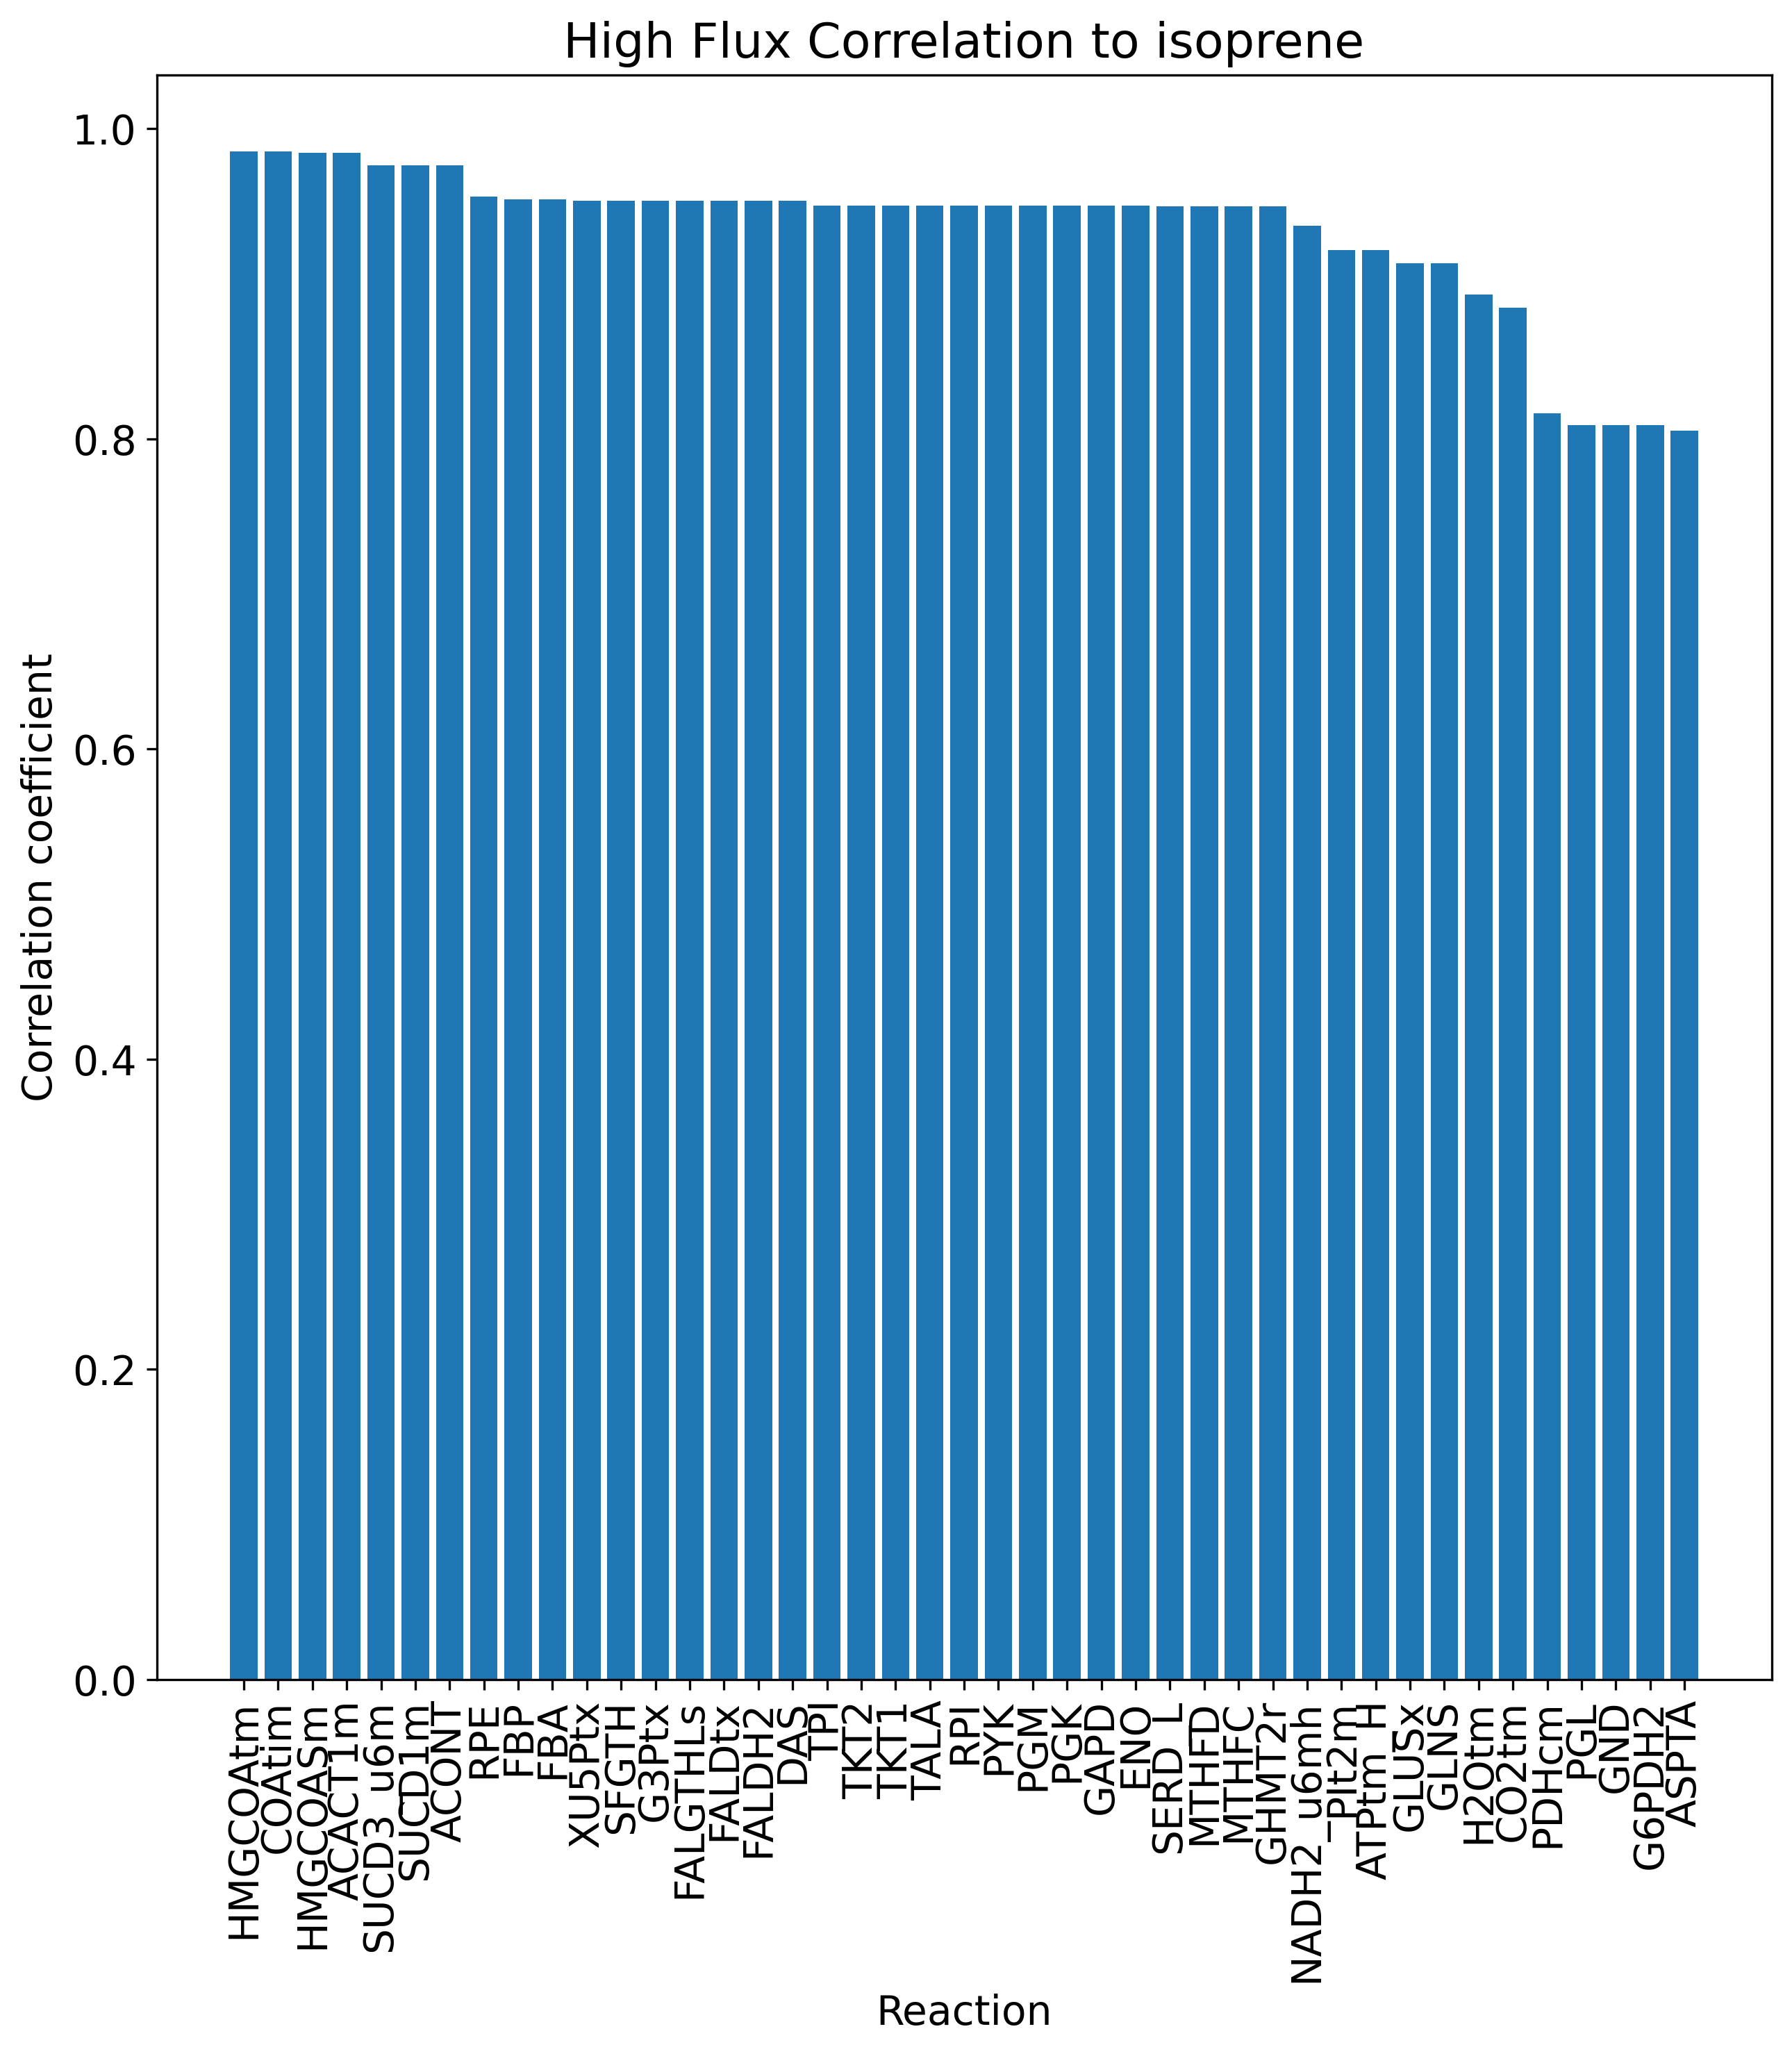 High Flux Correlation to isoprene
Correlation coefficient
1.0
0.8
0.6
0.4
0.2
0.0
HMGCOAtm
COAtim
HMGCOASm
ACACT1m
SUCD3_u6m
SUCD1m
ACONT
RPE
FBP
FBA
XU5Ptx
SFGTH
G3Ptx
FALGTHLs
FALDtx
FALDH2
DAS
TPI
TKT2
TKT1
TALA
RPI
PYK
PGM
PGK
GAPD
ENO
SERD_L
MTHFD
MTHFC
GHMT2r
NADH2_u6mh
_PIt2m
ATPtm_H
GLUSx
GLNS
H2Otm
CO2tm
PDHcm
PGL
GND
G6PDH2
ASPTA
Reaction